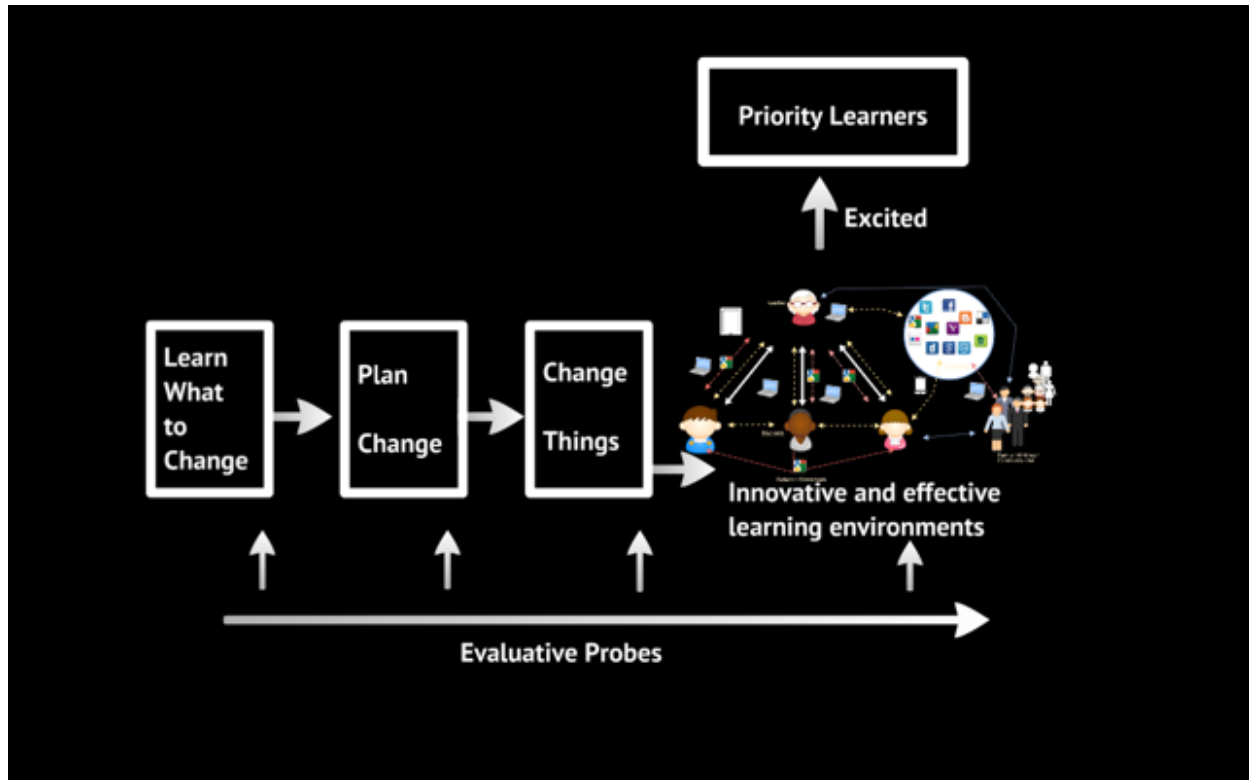 Priority Learners
Excited
Learn
What
to
Change
Plan
Change
Change
Things
Innovative and effective
learning environments
Evaluative Probes